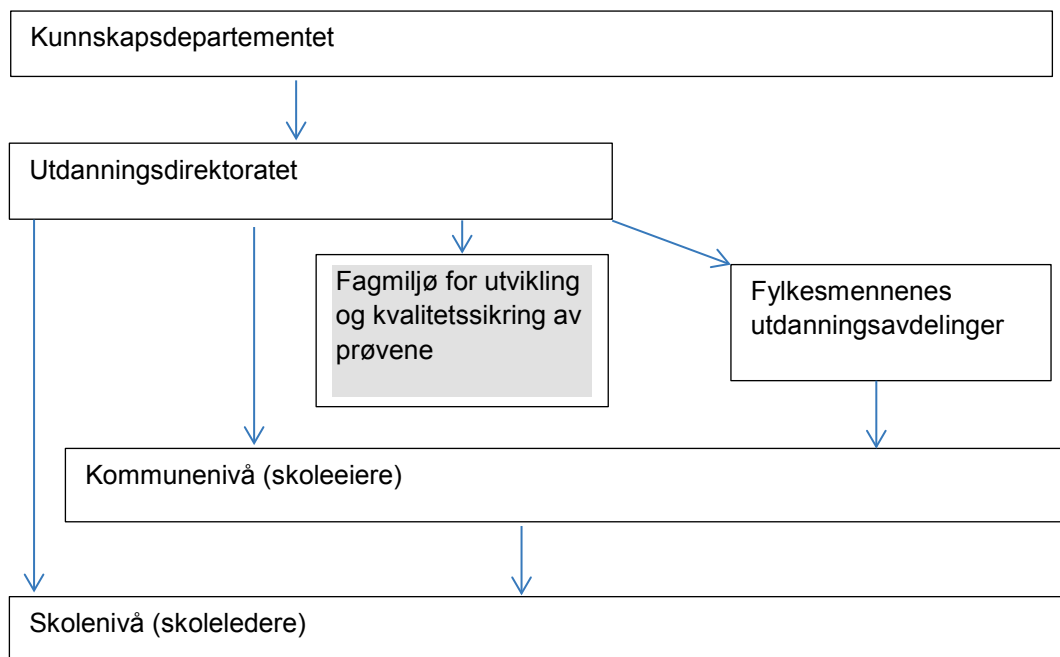 Kunnskapsdepartementet
Utdanningsdirektoratet
Fagmiljø for utvikling
og kvalitetssikring av
prøvene
Fylkesmennenes
utdanningsavdelinger
Kommunenivå (skoleeiere)
Skolenivå (skoleledere)